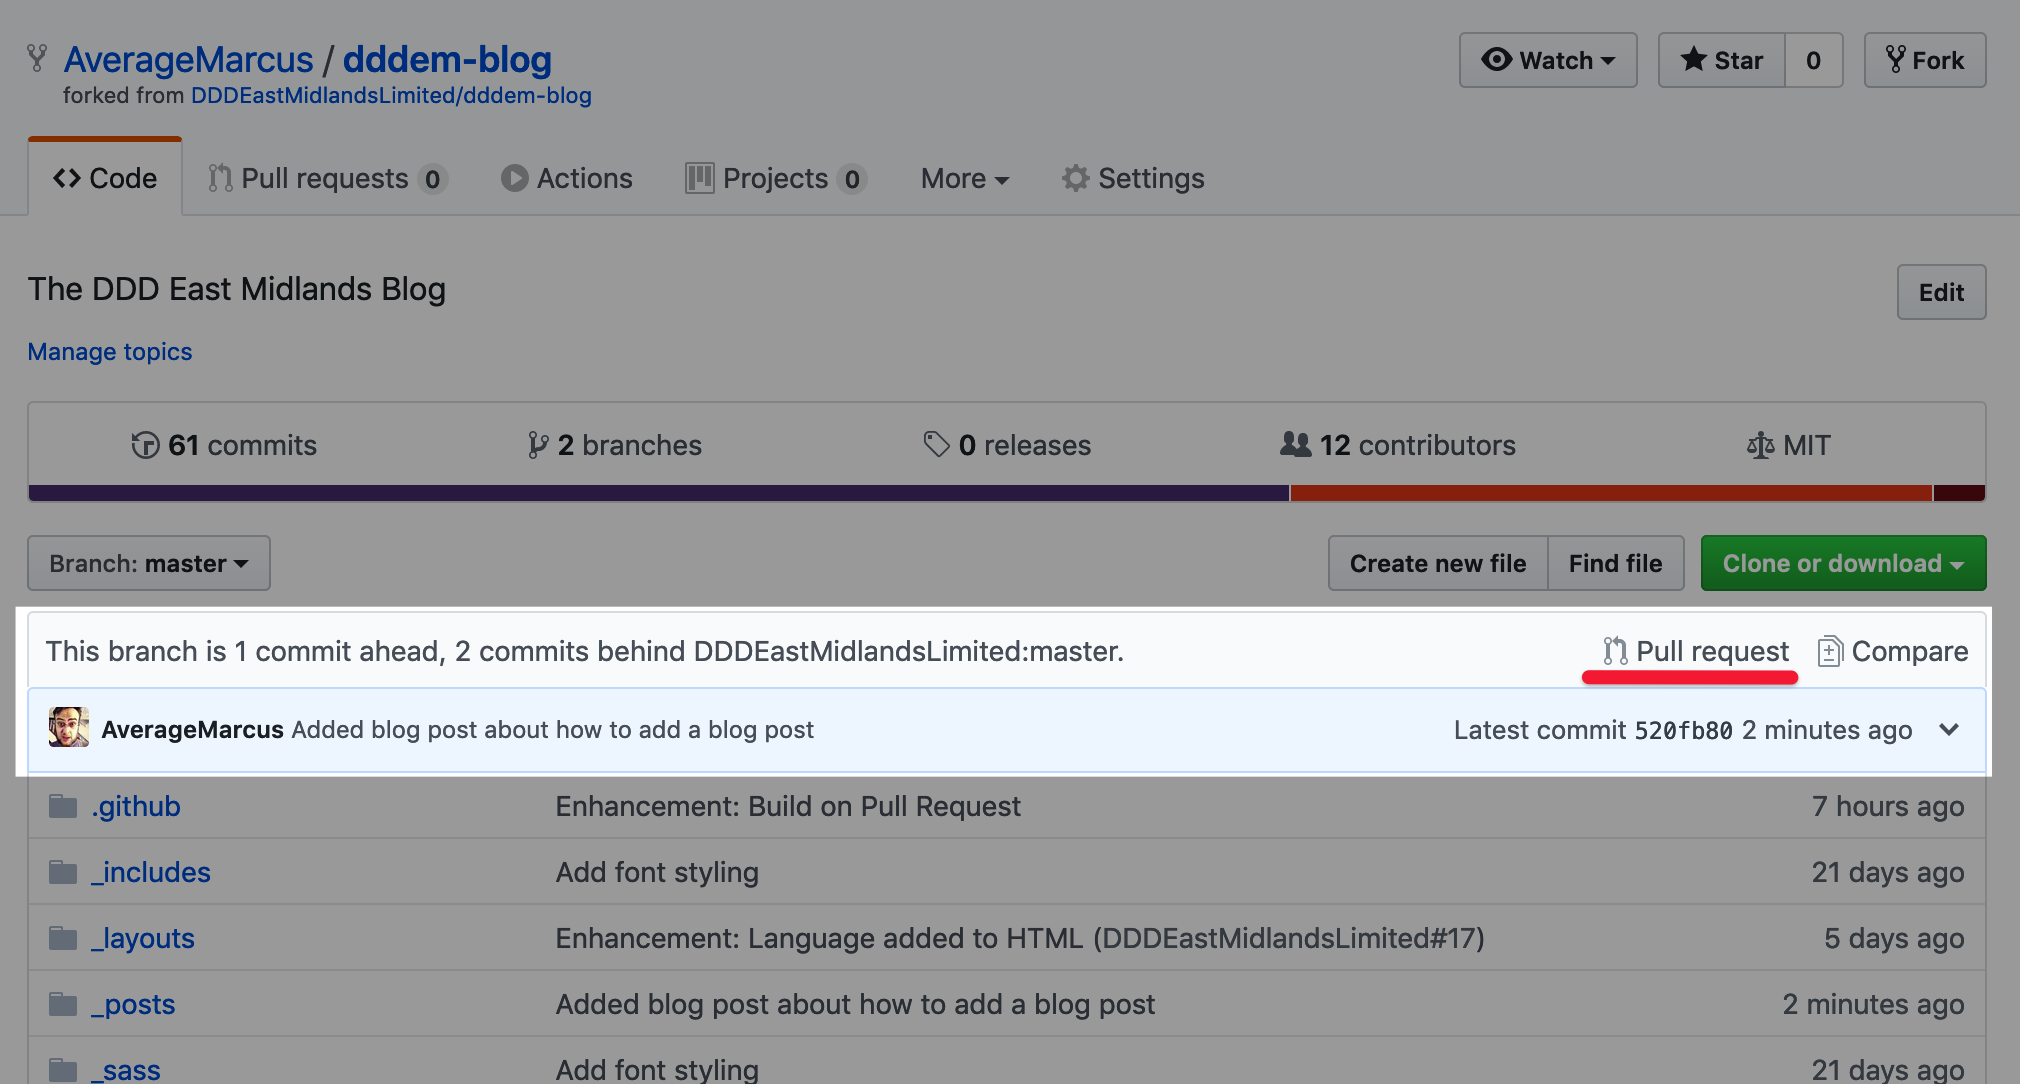 AverageMarcus / dddem-blog
forked from DDDEastMidlandsLimited/dddem-blog
Watch
Star 0
Fork
Code
Pull requests 0
Actions
Projects 0
More
Settings
The DDD East Midlands Blog
Edit
Manage topics
61 commits
2 branches
0 releases
12 contributors
MIT
Branch: master
Create new file
Find file
Clone or download
This branch is 1 commit ahead, 2 commits behind DDDEastMidlandsLimited:master.
Pull request
Compare
AverageMarcus Added blog post about how to add a blog post
Latest commit 520fb80 2 minutes ago
.github Enhancement: Build on Pull Request 7 hours ago
_includes Add font styling 21 days ago
_layouts Enhancement: Language added to HTML (DDDEastMidlandsLimited#17) 5 days ago
_posts Added blog post about how to add a blog post 2 minutes ago
_sass Add font styling 21 days ago